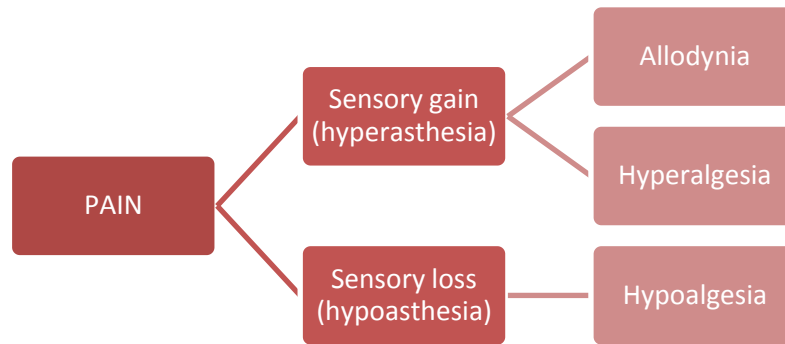 PAIN
Sensory gain
(hyperasthesia)
Sensory loss
(hypoasthesia)
Allodynia
Hyperalgesia
Hypoalgesia